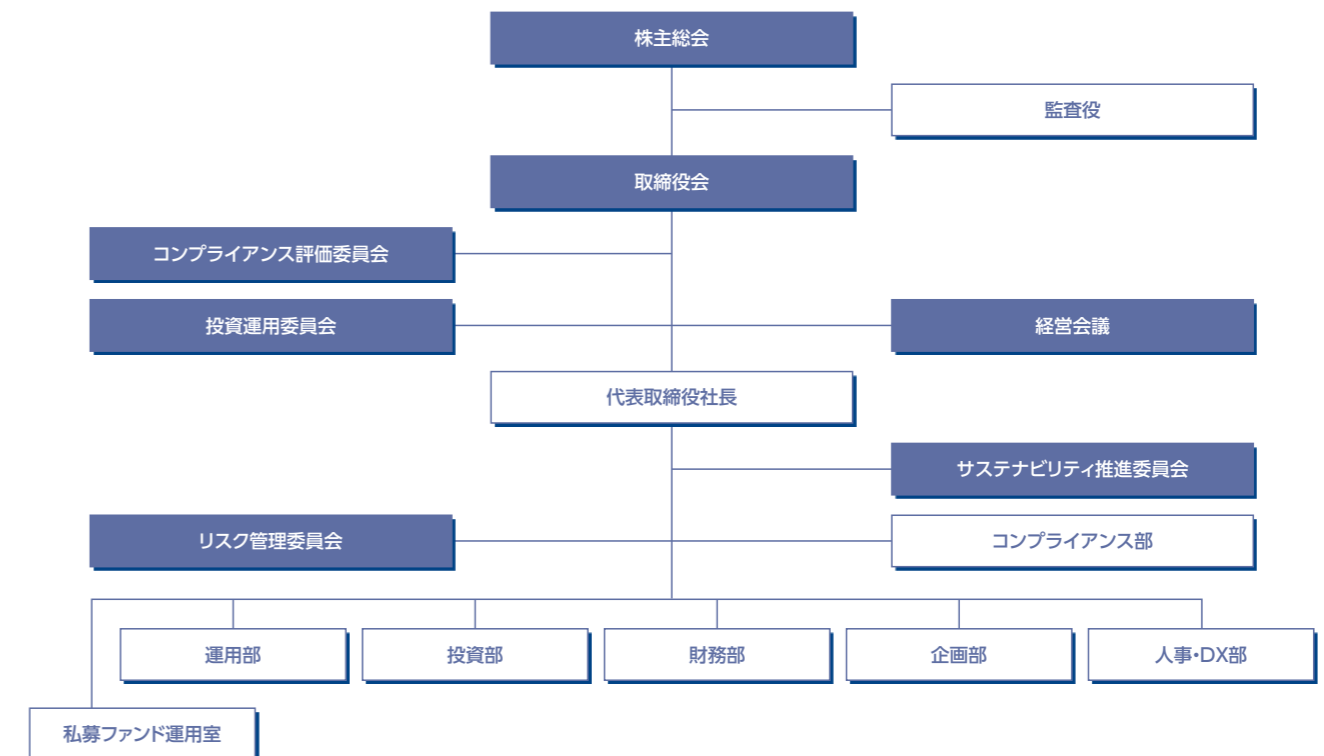 株主総会
監査役
取締役会
コンプライアンス評価委員会
投資運用委員会
経営会議
代表取締役社長
サステナビリティ推進委員会
リスク管理委員会
コンプライアンス部
運用部
投資部
財務部
企画部
人事・DX部
私募ファンド運用室